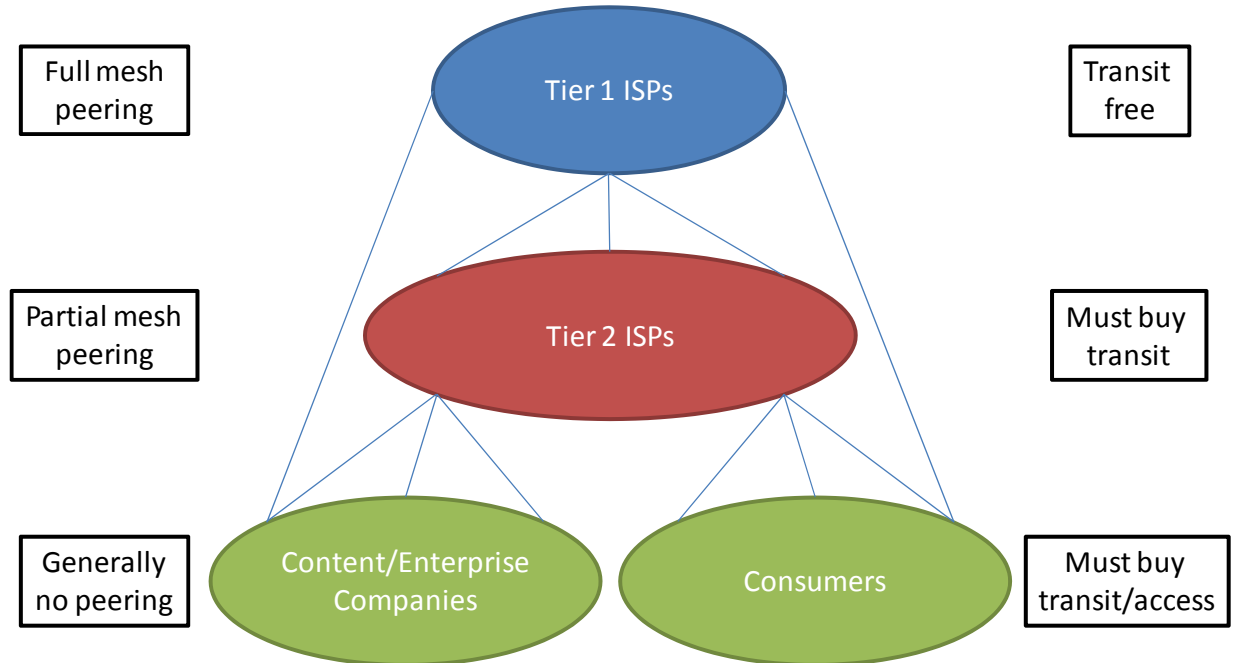 Full mesh
peering
Tier 1 ISPs
Transit
free
Partial mesh
peering
Tier 2 ISPs
Must buy
transit
Generally
no peering
Content/Enterprise
Companies
Consumers
Must buy
transit/access